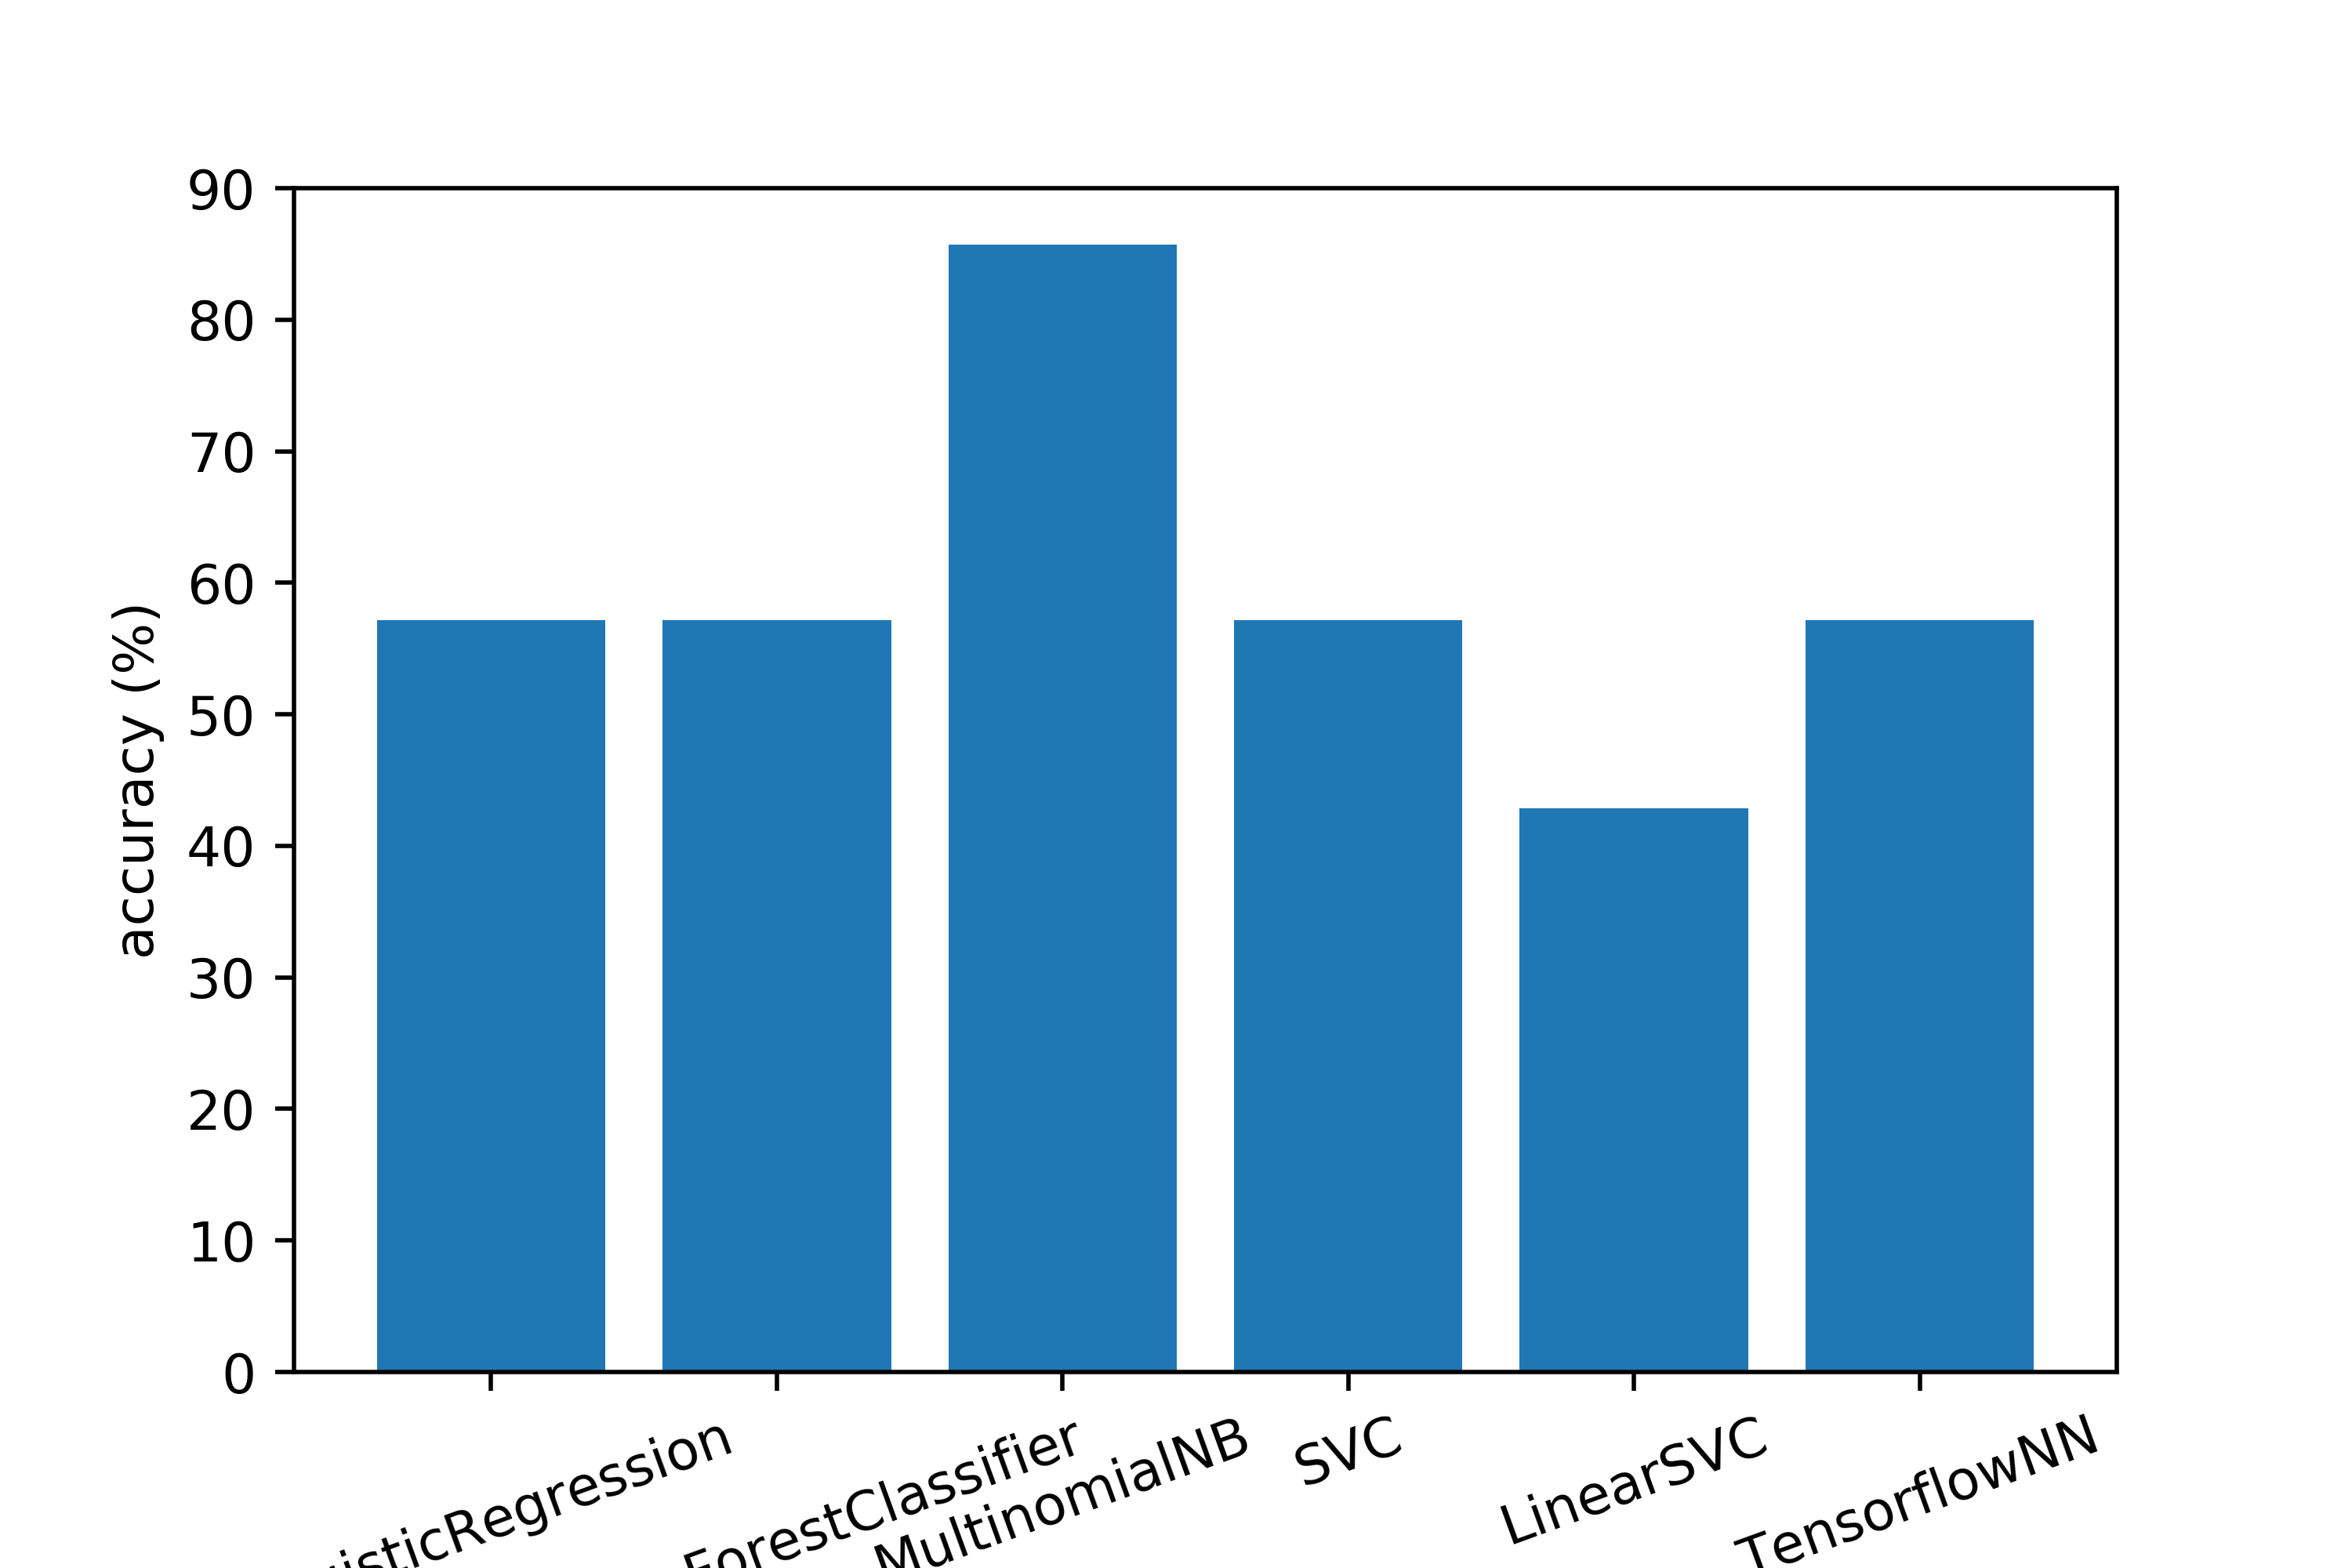 90
80
70
60
50
40
30
20
10
0
accuracy (%)
isticRegression
ForestClassifier
MultinomialNB
SVC
LinearSVC
TensorflowNN